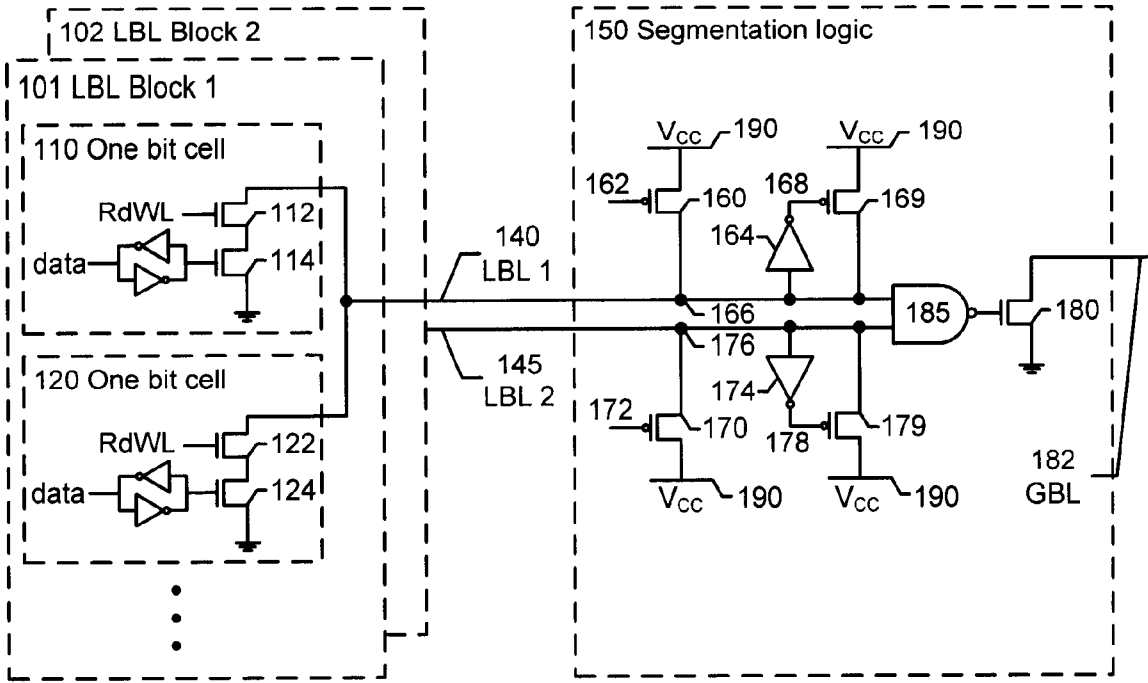 102 LBL Block 2
101 LBL Block 1
110 One bit cell
RdWL
112
data
114
120 One bit cell
RdWL
122
data
124
140
LBL 1
145
LBL 2
150 Segmentation logic
VCC 190
VCC 190
162
160
168
169
164
166
185
180
176
174
172
170
178
179
VCC 190
VCC 190
182
GBL